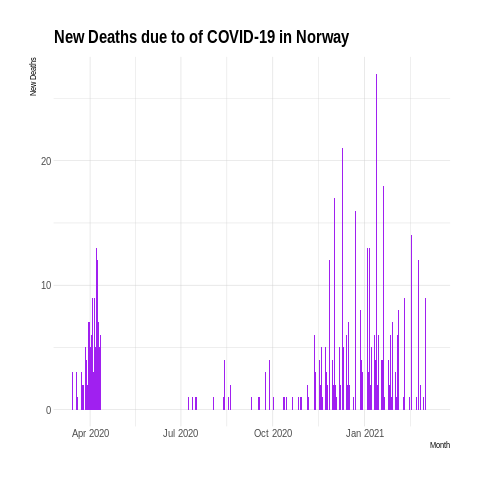 New Deaths due to of COVID-19 in Norway
New Deaths
20
10
0
Apr 2020 Jul 2020 Oct 2020 Jan 2021
Month